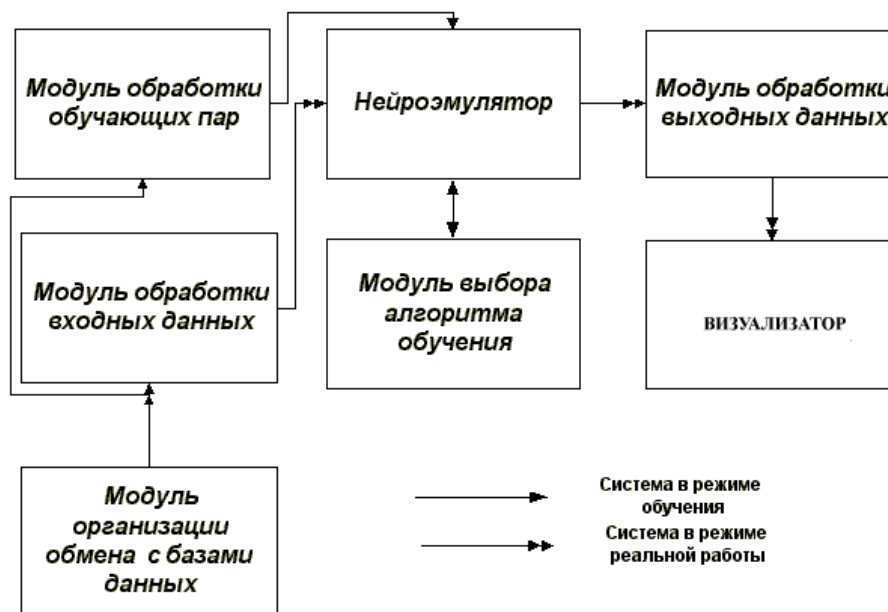 Модуль обработки
обучающих пар
Нейроэмулятор
Модуль обработки
выходных данных
Модуль обработки
входных данных
Модуль выбора
алгоритма
обучения
ВИЗУАЛИЗАТОР
Модуль
организации
обмена с базами
данных
Система в режиме
обучения
Система в режиме
реальной работы